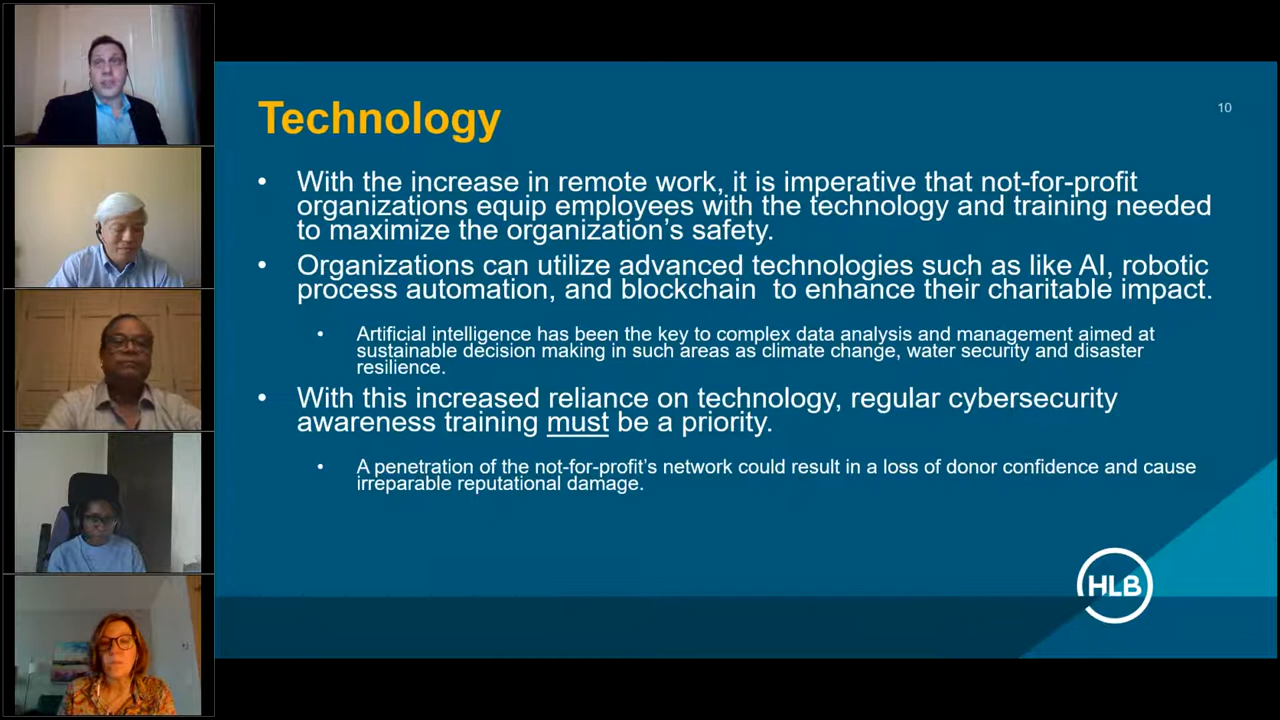 Technology
10
• With the increase in remote work, it is imperative that not-for-profit
organizations equip employees with the technology and training needed
to maximize the organization's safety.
• Organizations can utilize advanced technologies such as like AI, robotic
process automation, and blockchain  to enhance their charitable impact.
• Artificial intelligence has been the key to complex data analysis and management aimed at
sustainable decision making in such areas as climate change, water security and disaster
resilience.
• With this increased reliance on technology, regular cybersecurity
awareness training must be a priority.
• A penetration of the not-for-profit's network could result in a loss of donor confidence and cause
irreparable reputational damage.
HLB